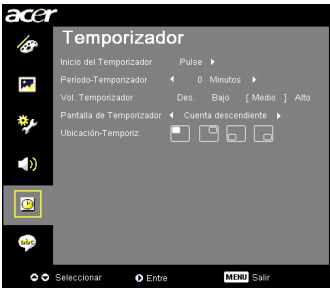 acer
Temporizador
Inicio del Temporizador Pulse
Período-Temporizador 0 Minutos
Vol. Temporizador Des. Bajo [ Medio ] Alto
Pantalla de Temporizador Cuenta descendiente
Ubicación-Temporiz.
abc
Seleccionar Entre MENU Salir